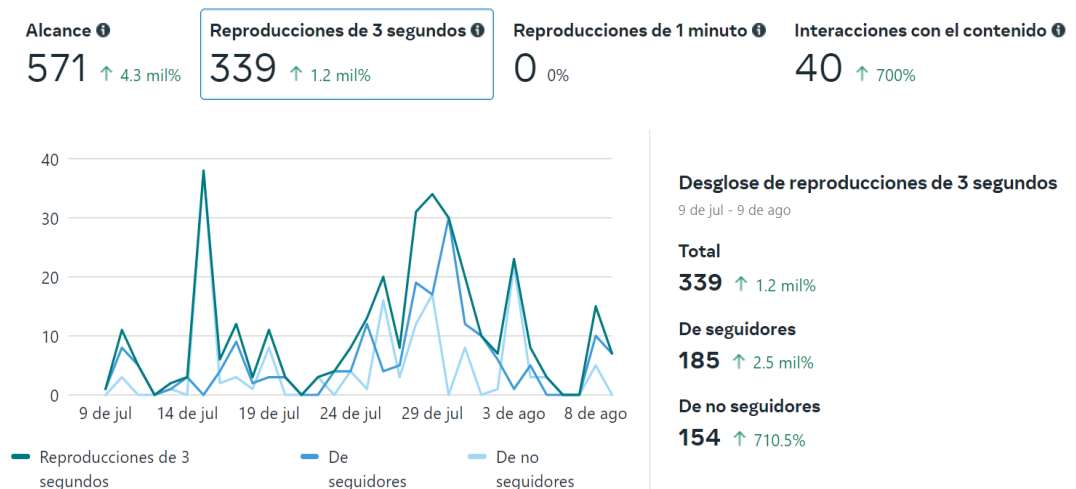 Alcance
571 ↑ 4.3 mil%
Reproducciones de 3 segundos
339 ↑ 1.2 mil%
Reproducciones de 1 minuto
0 0%
Interacciones con el contenido
40 ↑ 700%
40
30
20
10
0
9 de jul 14 de jul 19 de jul 24 de jul 29 de jul 3 de ago 8 de ago
Reproducciones de 3
segundos
De
seguidores
De no
seguidores
Desglose de reproducciones de 3 segundos
9 de jul - 9 de ago
Total
339 ↑ 1.2 mil%
De seguidores
185 ↑ 2.5 mil%
De no seguidores
154 ↑ 710.5%